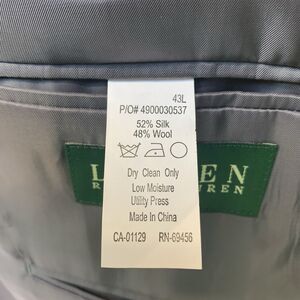 43L
P/O# 4900030537
52% Silk
48% Wool
Dry Clean Only
Low Moisture
Utility Press
Made In China
CA-01129 RN-69456